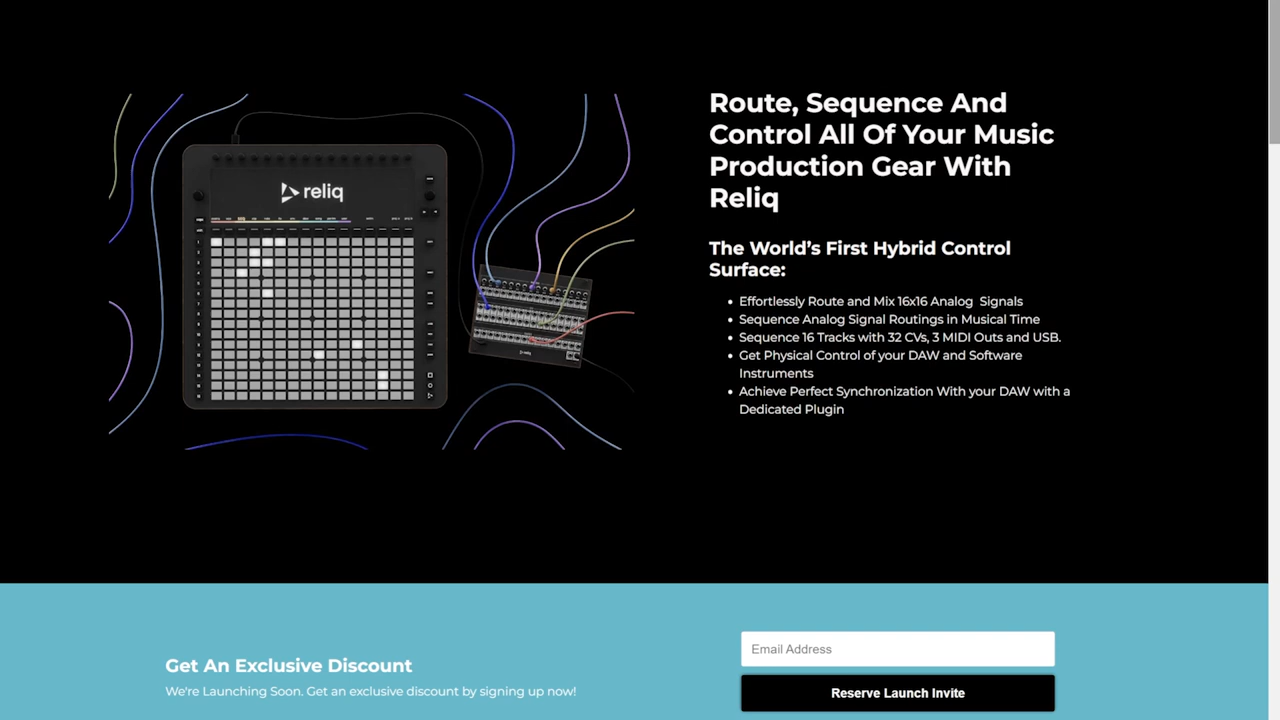 Route, Sequence And
Control All Of Your Music
Production Gear With
Reliq
The World’s First Hybrid Control
Surface:
Effortlessly Route and Mix 16x16 Analog  Signals
Sequence Analog Signal Routings in Musical Time
Sequence 16 Tracks with 32 CVs, 3 MIDI Outs and USB.
Get Physical Control of your DAW and Software
Instruments
Achieve Perfect Synchronization With your DAW with a
Dedicated Plugin
reliq
Get An Exclusive Discount
We're Launching Soon. Get an exclusive discount by signing up now!
Email Address
Reserve Launch Invite